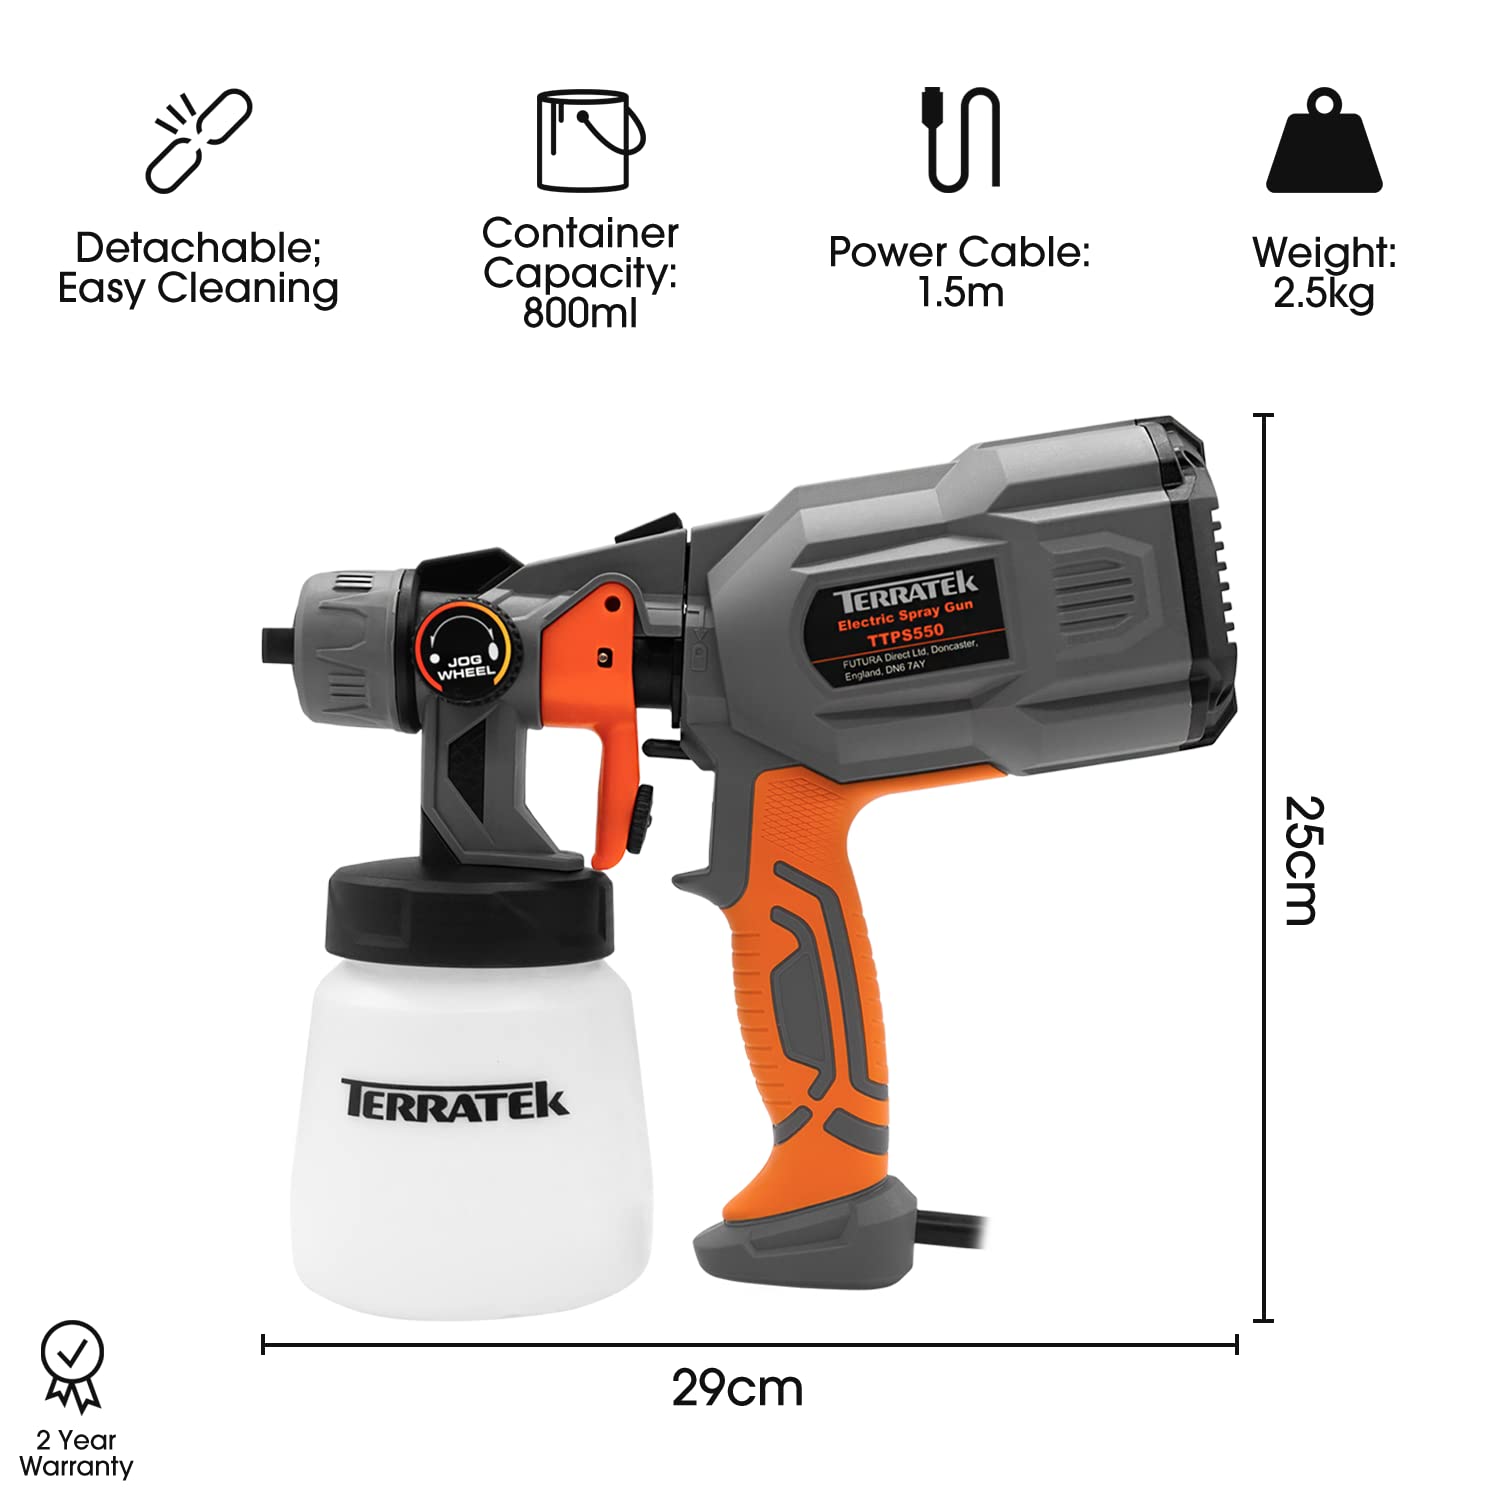 Detachable;
Easy Cleaning
Container
Capacity:
800ml
Power Cable:
1.5m
Weight:
2.5kg
TERRATEK
Electric Spray Gun
TTPS550
FUTURA Direct Ltd, Doncaster,
England, DN6 7AY
JOG
WHEEL
TERRATEK
25cm
29cm
2 Year
Warranty